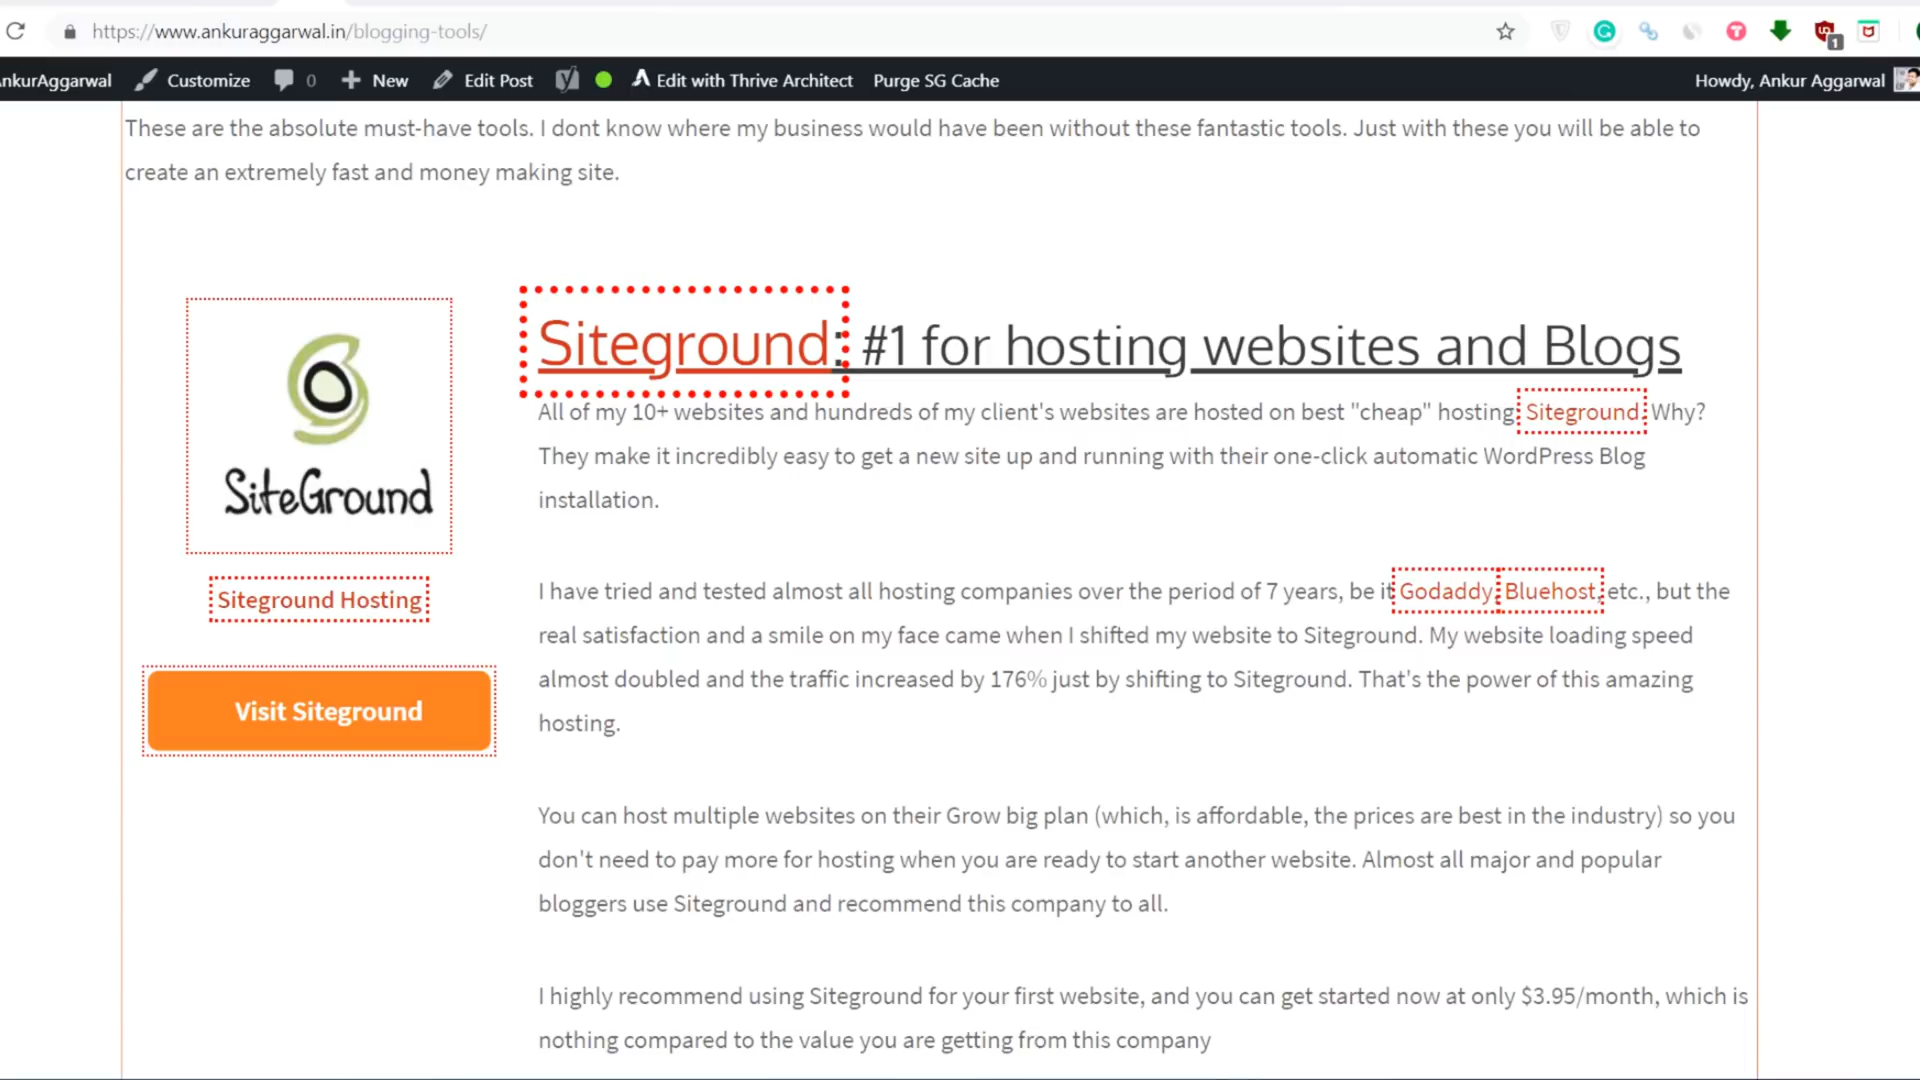 https://www.ankuraggarwal.in/blogging-tools/
1
nkurAggarwal Customize 0 New Edit Post Edit with Thrive Architect Purge SG Cache Howdy, Ankur Aggarwal
These are the absolute must-have tools. I dont know where my business would have been without these fantastic tools. Just with these you will be able to
create an extremely fast and money making site.
SiteGround
Siteground Hosting
Visit Siteground
Siteground: #1 for hosting websites and Blogs
All of my 10+ websites and hundreds of my client's websites are hosted on best "cheap" hosting Siteground. Why?
They make it incredibly easy to get a new site up and running with their one-click automatic WordPress Blog
installation.
I have tried and tested almost all hosting companies over the period of 7 years, be it Godaddy, Bluehost, etc., but the
real satisfaction and a smile on my face came when I shifted my website to Siteground. My website loading speed
almost doubled and the traffic increased by 176% just by shifting to Siteground. That's the power of this amazing
hosting.
You can host multiple websites on their Grow big plan (which, is affordable, the prices are best in the industry) so you
don't need to pay more for hosting when you are ready to start another website. Almost all major and popular
bloggers use Siteground and recommend this company to all.
I highly recommend using Siteground for your first website, and you can get started now at only $3.95/month, which is
nothing compared to the value you are getting from this company